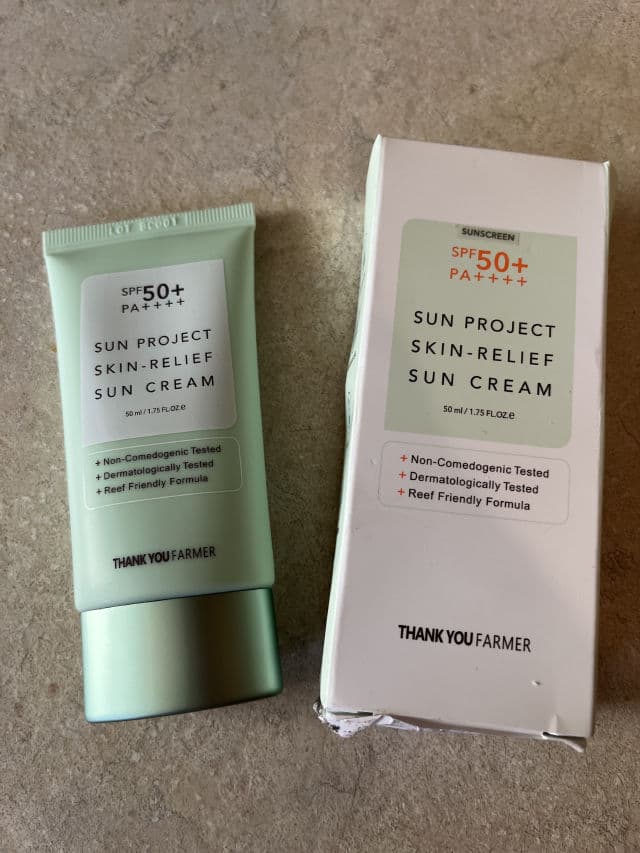 SPF50+
PA++++
SUN PROJECT
SKIN-RELIEF
SUN CREAM
50 ml / 1.75 FL.OZ.e
+ Non-Comedogenic Tested
+ Dermatologically Tested
+ Reef Friendly Formula
THANK YOU FARMER
SUNSCREEN
SPF50+
PA++++
SUN PROJECT
SKIN-RELIEF
SUN CREAM
50 ml / 1.75 FL.OZ.e
+ Non-Comedogenic Tested
+ Dermatologically Tested
+ Reef Friendly Formula
THANK YOU FARMER